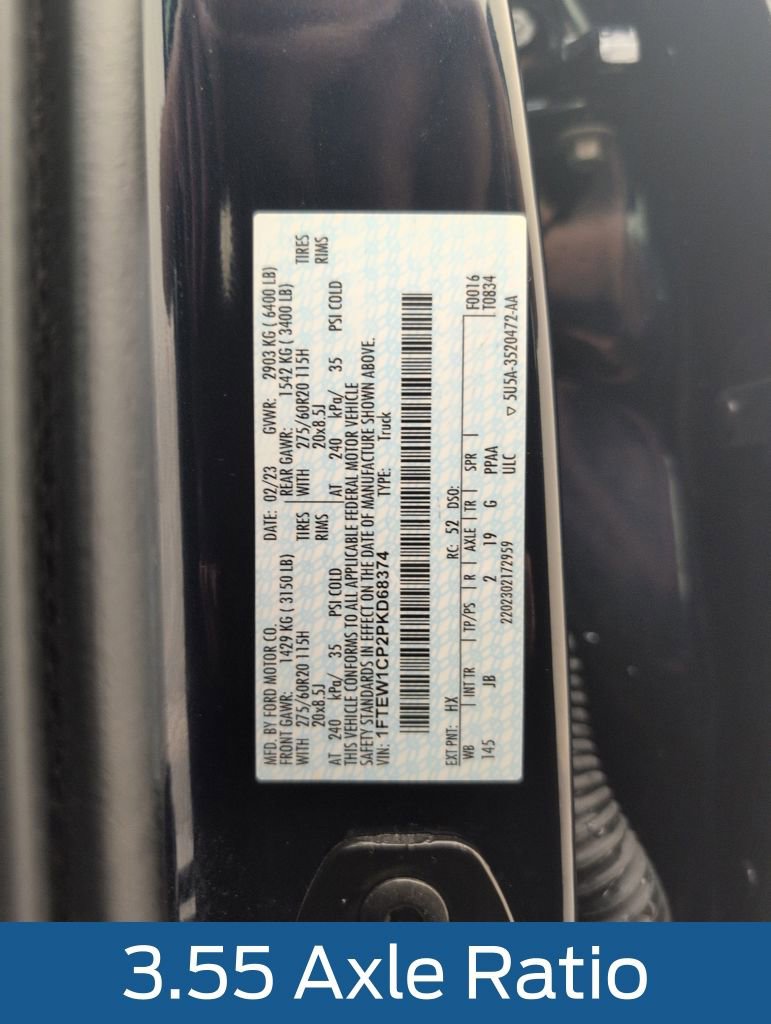 MFD. BY FORD MOTOR CO.
DATE: 02/23 GVWR: 2903 KG ( 6400 LB)
FRONT GAWR: 1429 KG ( 3150 LB)
REAR GAWR: 1542 KG ( 3400 LB)
WITH 275/60R20 115H TIRES
WITH 275/60R20 115H TIRES
20x8.5J RIMS
20x8.5J RIMS
AT 240 kPa/ 35 PSI COLD
AT 240 kPa/ 35 PSI COLD
THIS VEHICLE CONFORMS TO ALL APPLICABLE FEDERAL MOTOR VEHICLE
SAFETY STANDARDS IN EFFECT ON THE DATE OF MANUFACTURE SHOWN ABOVE.
VIN: 1FTEW1CP2PKD68374 TYPE: Truck
EXT PNT: HX RC: 52 DSO:
WB INT TR TP/PS R AXLE TR SPR F0016
145 JB 2 19 G PPAA T0834
2202302172959 ULC ▽ 5U5A-3520472-AA
3.55 Axle Ratio